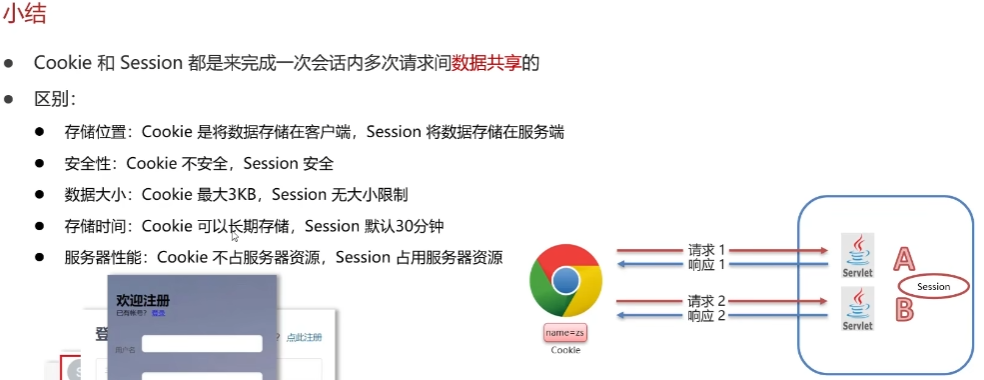 小结
Cookie 和 Session 都是来完成一次会话内多次请求间数据共享的
区别：
存储位置：Cookie 是将数据存储在客户端，Session 将数据存储在服务端
安全性：Cookie 不安全，Session 安全
数据大小：Cookie 最大3KB，Session 无大小限制
存储时间：Cookie 可以长期存储，Session 默认30分钟
服务器性能：Cookie 不占服务器资源，Session 占用服务器资源
欢迎注册
已有帐号？ 登录
登
? 点此注册
用户名
S
name=zs
Cookie
请求 1
响应 1
请求 2
响应 2
Servlet
A
Session
Servlet
B